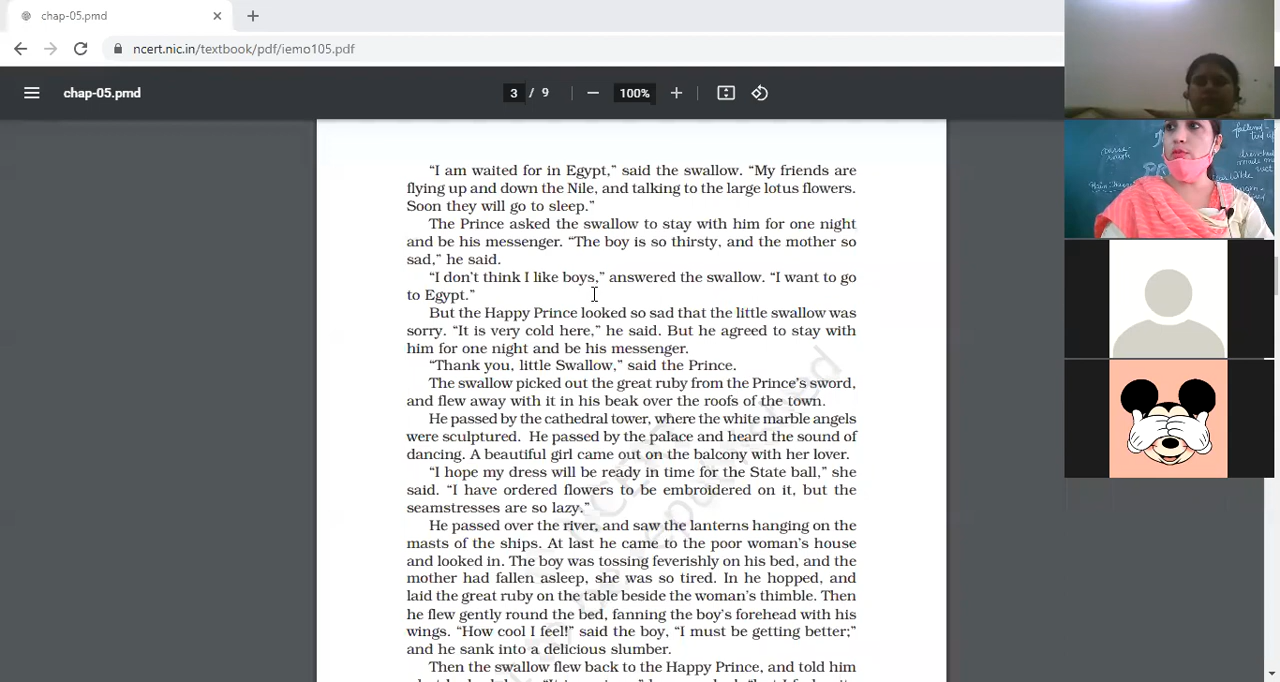 chap-05.pmd
ncert.nic.in/textbook/pdf/iemo105.pdf
chap-05.pmd
3 / 9
100%
“I am waited for in Egypt,” said the swallow. “My friends are
flying up and down the Nile, and talking to the large lotus flowers.
Soon they will go to sleep.”
The Prince asked the swallow to stay with him for one night
and be his messenger. “The boy is so thirsty, and the mother so
sad,” he said.
“I don’t think I like boys,” answered the swallow. “I want to go
to Egypt.”
But the Happy Prince looked so sad that the little swallow was
sorry. “It is very cold here,” he said. But he agreed to stay with
him for one night and be his messenger.
“Thank you, little Swallow,” said the Prince.
The swallow picked out the great ruby from the Prince’s sword,
and flew away with it in his beak over the roofs of the town.
He passed by the cathedral tower, where the white marble angels
were sculptured. He passed by the palace and heard the sound of
dancing. A beautiful girl came out on the balcony with her lover.
“I hope my dress will be ready in time for the State ball,” she
said. “I have ordered flowers to be embroidered on it, but the
seamstresses are so lazy.”
He passed over the river, and saw the lanterns hanging on the
masts of the ships. At last he came to the poor woman’s house
and looked in. The boy was tossing feverishly on his bed, and the
mother had fallen asleep, she was so tired. In he hopped, and
laid the great ruby on the table beside the woman’s thimble. Then
he flew gently round the bed, fanning the boy’s forehead with his
wings. “How cool I feel!” said the boy, “I must be getting better;”
and he sank into a delicious slumber.
Then the swallow flew back to the Happy Prince, and told him